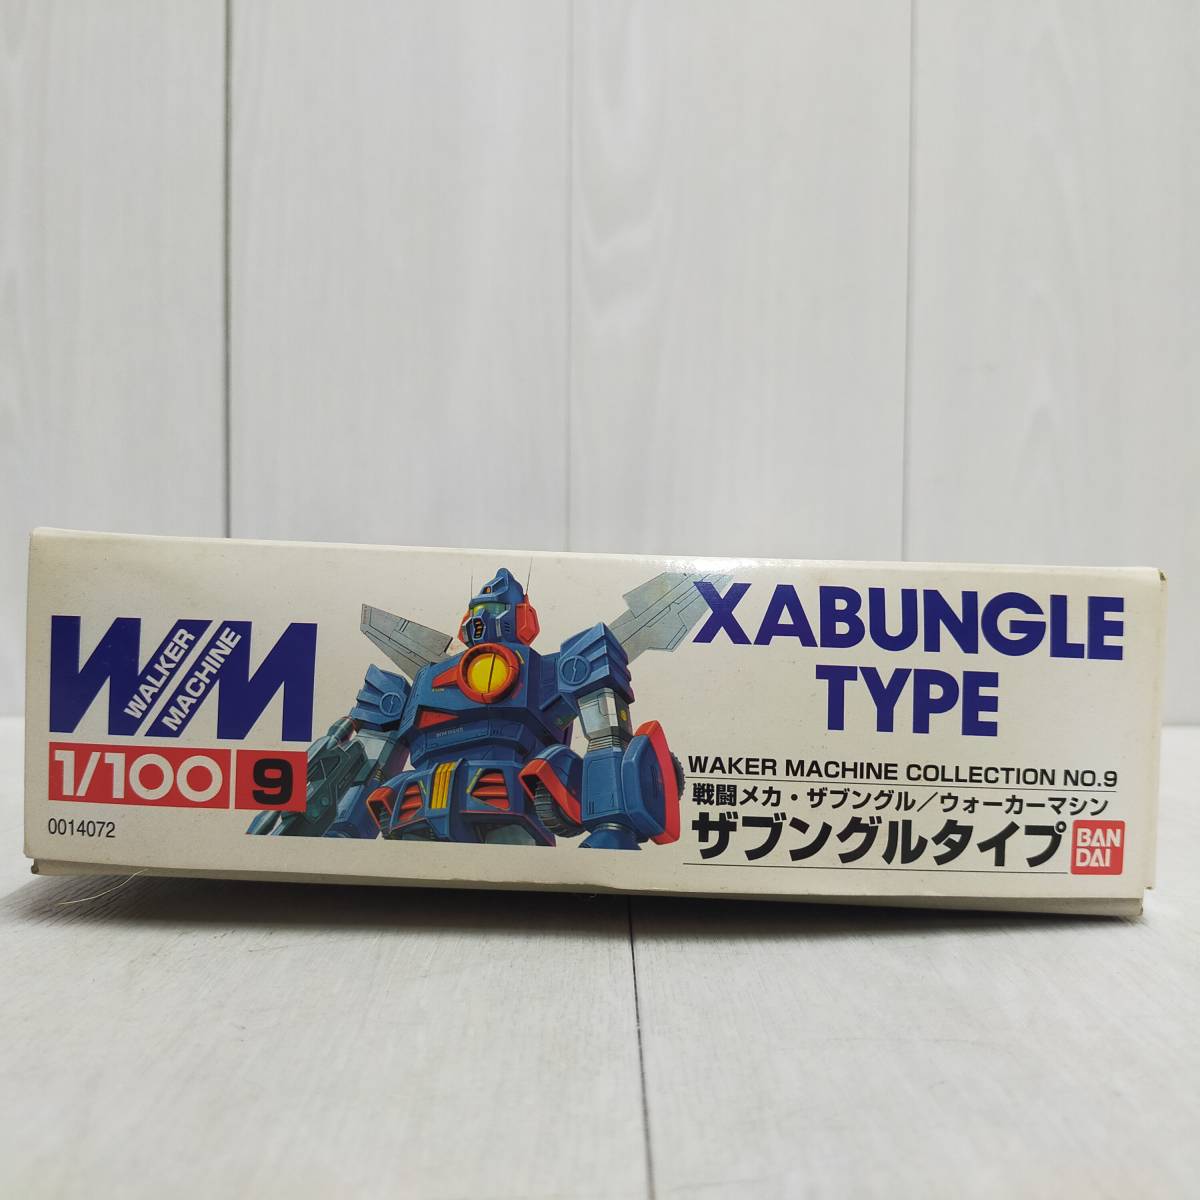 WM
WALKER
MACHINE
1/100 9
0014072
XABUNGLE
TYPE
WAKER MACHINE COLLECTION NO.9
戦闘メカ・ザブングル／ウォーカーマシン
ザブングルタイプ
BAN
DAI